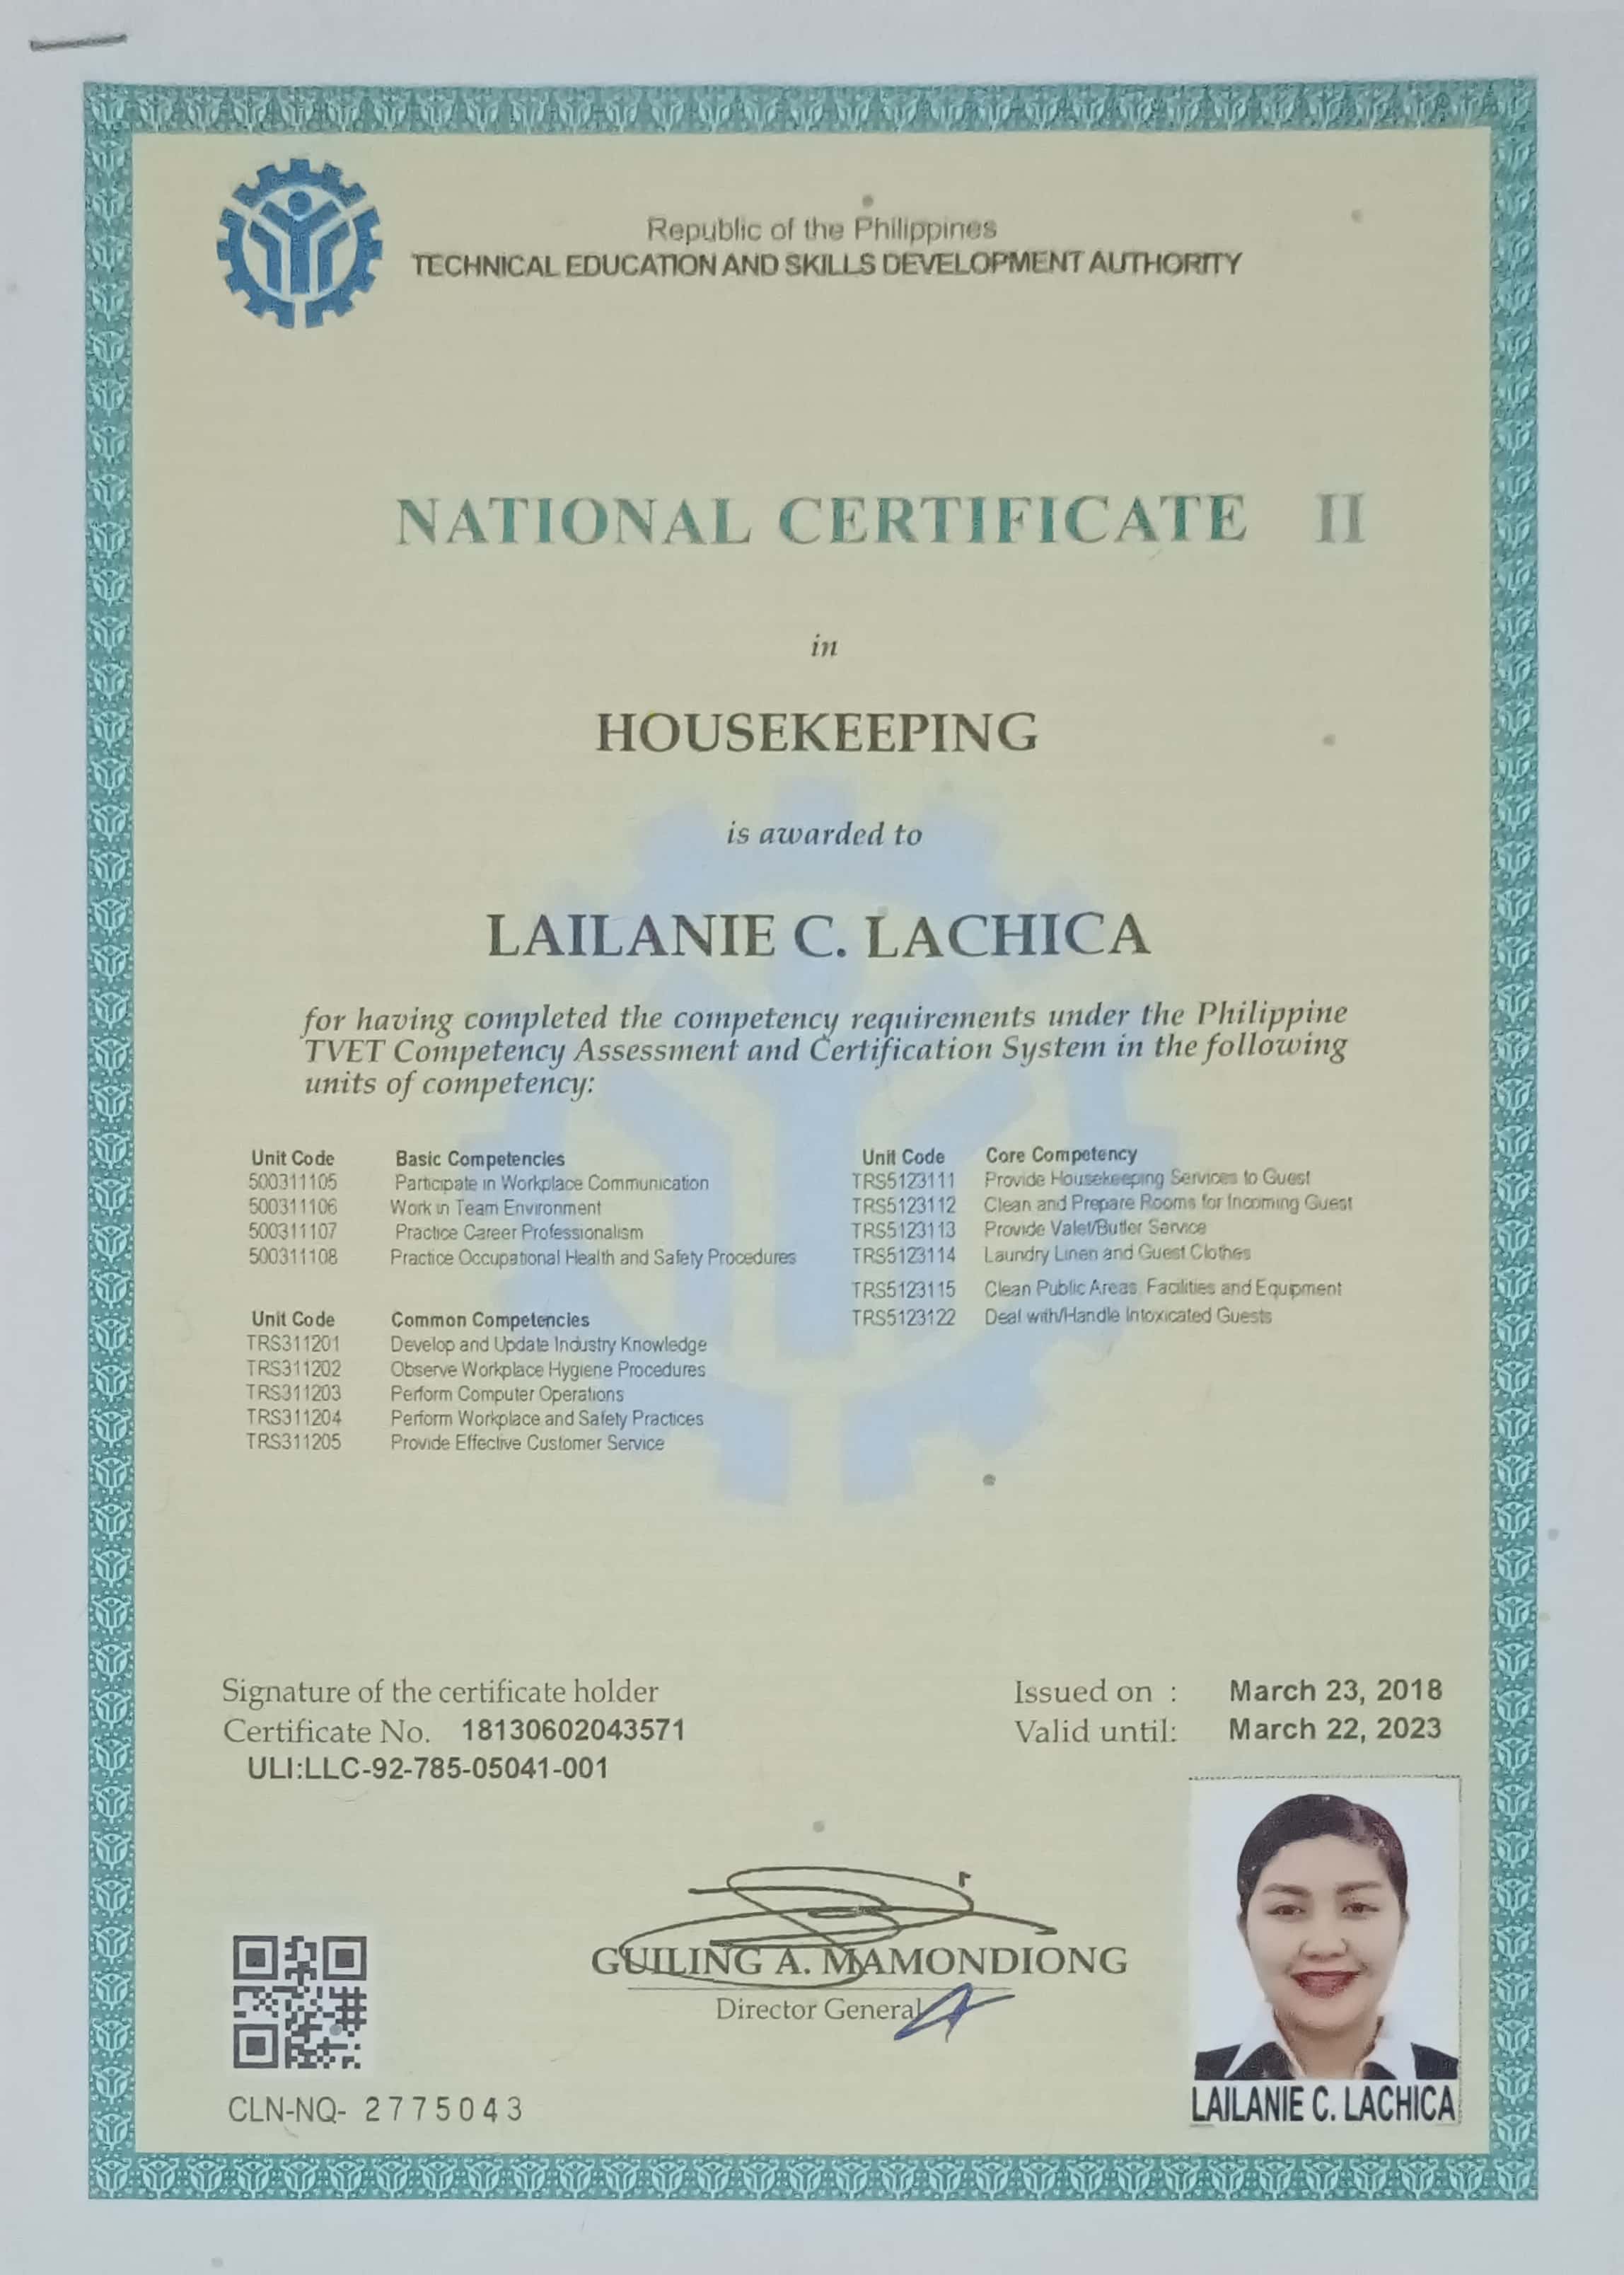 Republic of the Philippines
TECHNICAL EDUCATION AND SKILLS DEVELOPMENT AUTHORITY
NATIONAL CERTIFICATE II
in
HOUSEKEEPING
is awarded to
LAILANIE C. LACHICA
for having completed the competency requirements under the Philippine
TVET Competency Assessment and Certification System in the following
units of competency:
Unit Code Basic Competencies
500311105 Participate in Workplace Communication
500311106 Work in Team Environment
500311107 Practice Career Professionalism
500311108 Practice Occupational Health and Safety Procedures
Unit Code Common Competencies
TRS311201 Develop and Update Industry Knowledge
TRS311202 Observe Workplace Hygiene Procedures
TRS311203 Perform Computer Operations
TRS311204 Perform Workplace and Safety Practices
TRS311205 Provide Effective Customer Service
Unit Code Core Competency
TRS5123111 Provide Housekeeping Services to Guest
TRS5123112 Clean and Prepare Rooms for Incoming Guest
TRS5123113 Provide Valet/Butler Service
TRS5123114 Laundry Linen and Guest Clothes
TRS5123115 Clean Public Areas, Facilities and Equipment
TRS5123122 Deal with/Handle Intoxicated Guests
Signature of the certificate holder
Certificate No. 18130602043571
ULI:LLC-92-785-05041-001
Issued on : March 23, 2018
Valid until: March 22, 2023
GUILING A. MAMONDIONG
Director General
CLN-NQ- 2775043
LAILANIE C. LACHICA